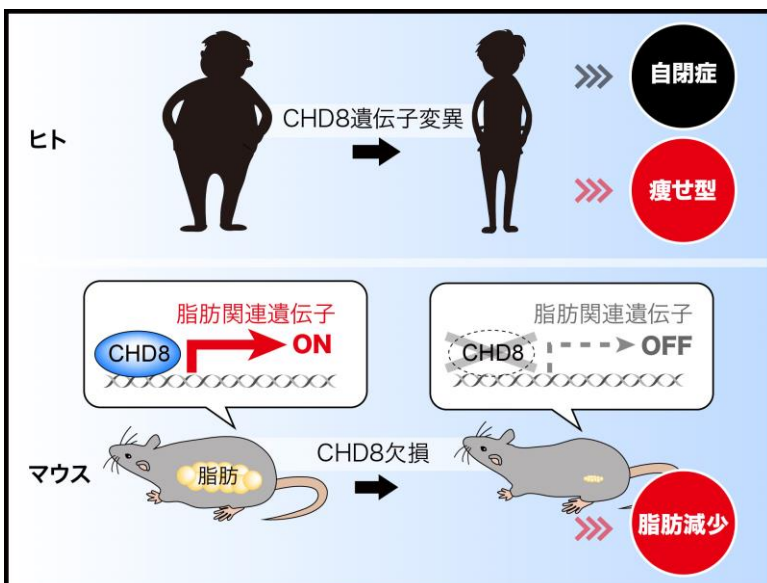 ヒト
CHD8遺伝子変異
自閉症
痩せ型
脂肪関連遺伝子
CHD8
ON
脂肪関連遺伝子
CHD8
OFF
マウス
脂肪
CHD8欠損
脂肪減少